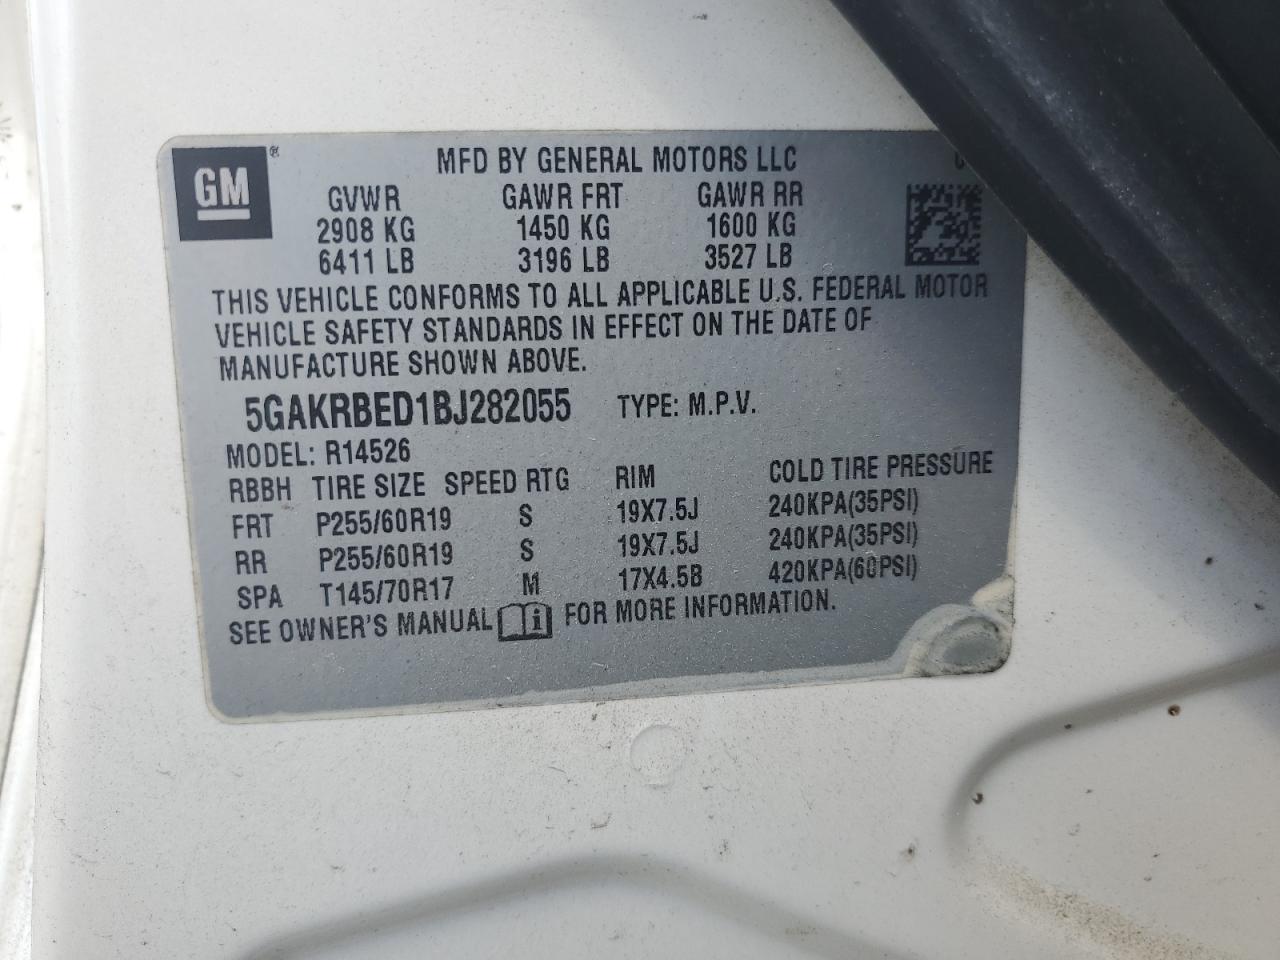 GM ® MFD BY GENERAL MOTORS LLC
GVWR GAWR FRT GAWR RR
2908 KG 1450 KG 1600 KG
6411 LB 3196 LB 3527 LB
THIS VEHICLE CONFORMS TO ALL APPLICABLE U.S. FEDERAL MOTOR
VEHICLE SAFETY STANDARDS IN EFFECT ON THE DATE OF
MANUFACTURE SHOWN ABOVE.
5GAKRBED1BJ282055 TYPE: M.P.V.
MODEL: R14526
RBBH TIRE SIZE SPEED RTG RIM COLD TIRE PRESSURE
FRT P255/60R19 S 19X7.5J 240KPA(35PSI)
RR P255/60R19 S 19X7.5J 240KPA(35PSI)
SPA T145/70R17 M 17X4.5B 420KPA(60PSI)
SEE OWNER'S MANUAL i FOR MORE INFORMATION.